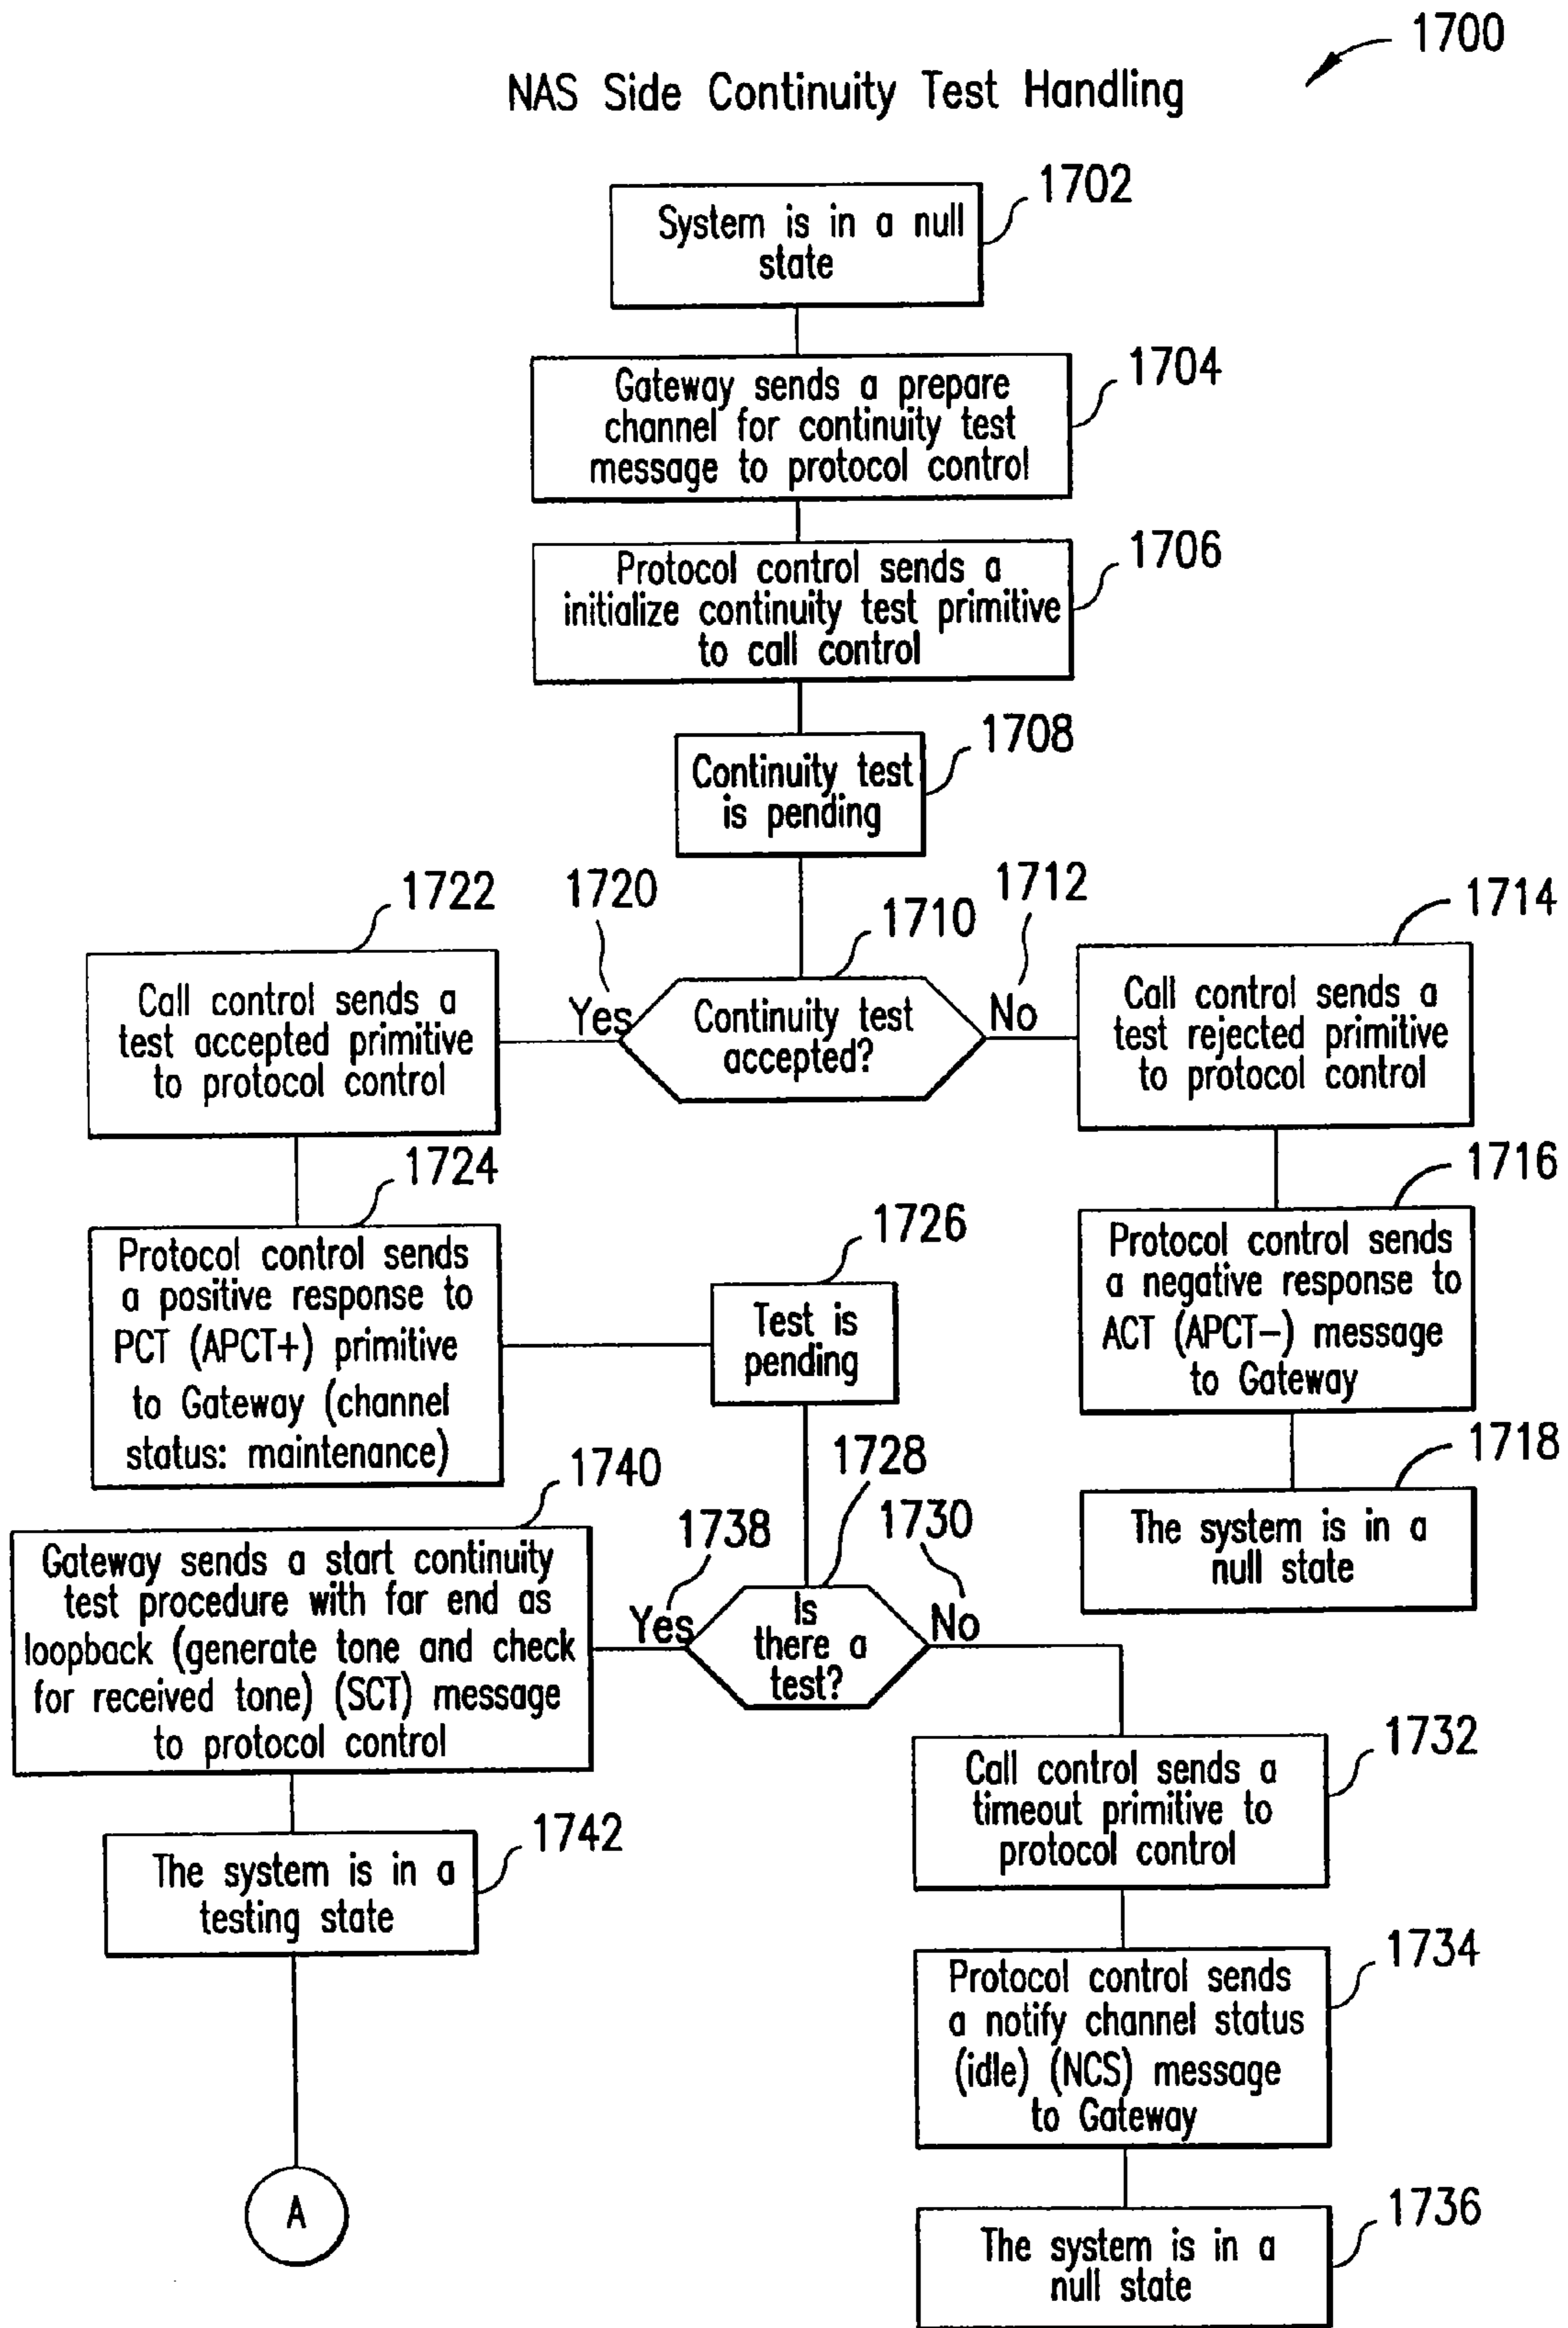 1700
NAS Side Continuity Test Handling
1702
System is in a null
state
1704
Gateway sends a prepare
channel for continuity test
message to protocol control
1706
Protocol control sends a
initialize continuity test primitive
to call control
1708
Continuity test
is pending
1722
1720
1710
1712
1714
Call control sends a
test accepted primitive
to protocol control
Yes
Continuity test
accepted?
No
Call control sends a
test rejected primitive
to protocol control
1724
Protocol control sends
a positive response to
PCT (APCT+) primitive
to Gateway (channel
status: maintenance)
1726
Test is
pending
1716
Protocol control sends
a negative response to
ACT (APCT−) message
to Gateway
1718
The system is in a
null state
1740
Gateway sends a start continuity
test procedure with far end as
loopback (generate tone and check
for received tone) (SCT) message
to protocol control
1738
Yes
1728
Is
there a
test?
1730
No
1732
Call control sends a
timeout primitive to
protocol control
1742
The system is in a
testing state
1734
Protocol control sends
a notify channel status
(idle) (NCS) message
to Gateway
A
1736
The system is in a
null state